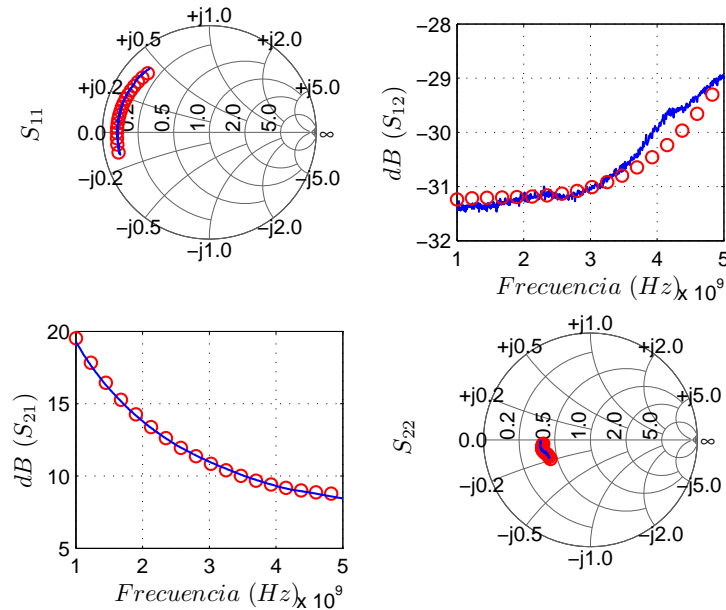 +j1.0
+j0.5
+j2.0
+j0.2
+j5.0
0.2
0.5
1.0
2.0
5.0
0.0
∞
−j0.2
−j5.0
−j0.5
−j2.0
−j1.0
S11
−28
−29
−30
−31
−32
dB (S12)
1
2
3
4
5
Frecuencia (Hz)
x 10^9
20
15
10
5
dB (S21)
1
2
3
4
5
Frecuencia (Hz)
x 10^9
+j1.0
+j0.5
+j2.0
+j0.2
+j5.0
0.2
0.5
1.0
2.0
5.0
0.0
∞
−j0.2
−j5.0
−j0.5
−j2.0
−j1.0
S22